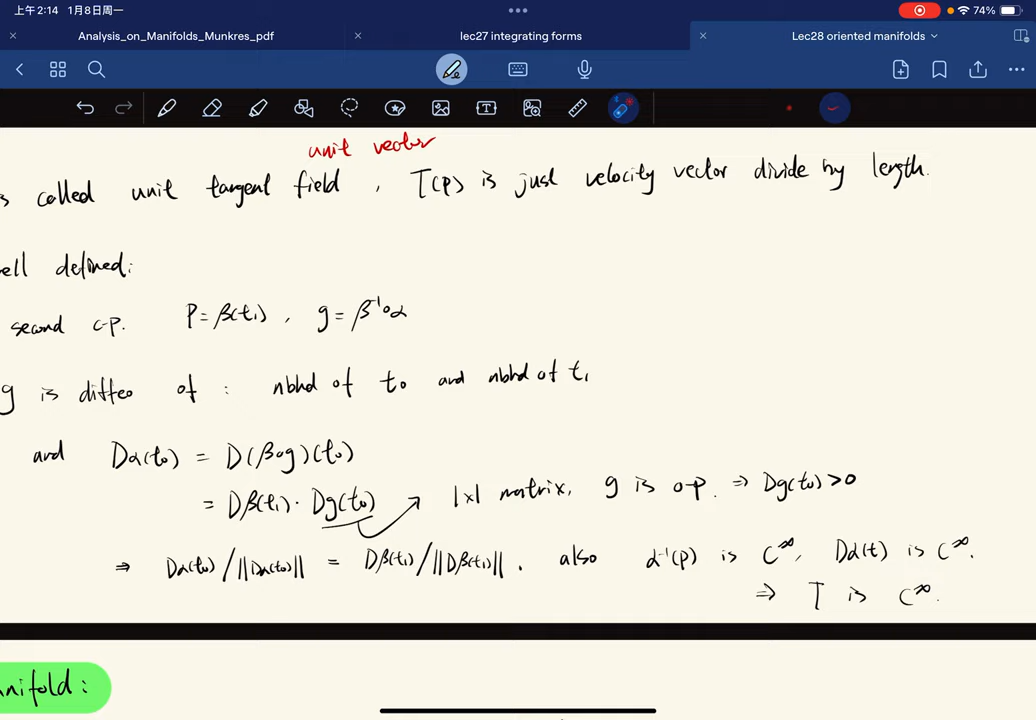 上午2:14 1月8日周一
74%
Analysis_on_Manifolds_Munkres_pdf
lec27 integrating forms
Lec28 oriented manifolds
unit vector
s called unit tangent field , T(p) is just velocity vector divide by length.
ell defined:
second c-p. P = β(t₁) , g = β⁻¹∘α
g is diffeo of : nbhd of t₀ and nbhd of t₁
and Dα(t₀) = D(β∘g)(t₀)
= Dβ(t₁) · Dg(t₀) 1x1 matrix, g is o-p. ⇒ Dg(t₀) > 0
⇒ Dα(t₀)/||Dα(t₀)|| = Dβ(t₁)/||Dβ(t₁)|| . also α⁻¹(p) is C^∞, Dα(t) is C^∞.
⇒ T is C^∞.
anifold: